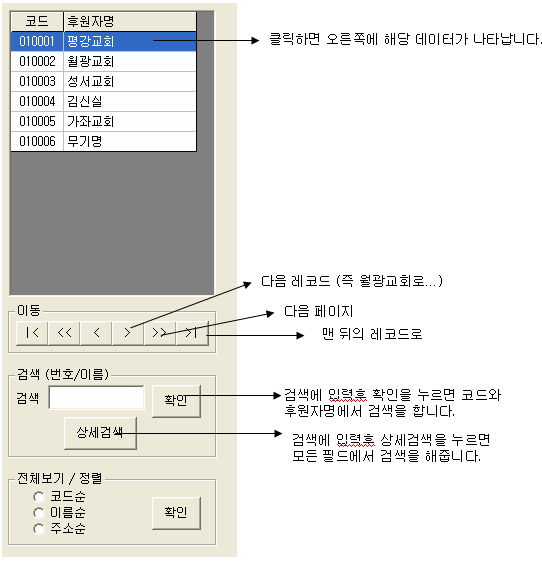 코드 후원자명
010001 평강교회
클릭하면 오른쪽에 해당 데이터가 나타납니다.
010002 월광교회
010003 성서교회
010004 김신실
010005 가좌교회
010006 무기명
다음 레코드 (즉 월광교회로...)
이동
다음 페이지
|< << < > >> >|
맨 뒤의 레코드로
검색 (번호/이름)
검색 확인
검색에 입력후 확인을 누르면 코드와
후원자명에서 검색을 합니다.
상세검색
검색에 입력후 상세검색을 누르면
모든 필드에서 검색을 해줍니다.
전체보기 / 정렬
코드순
이름순 확인
주소순